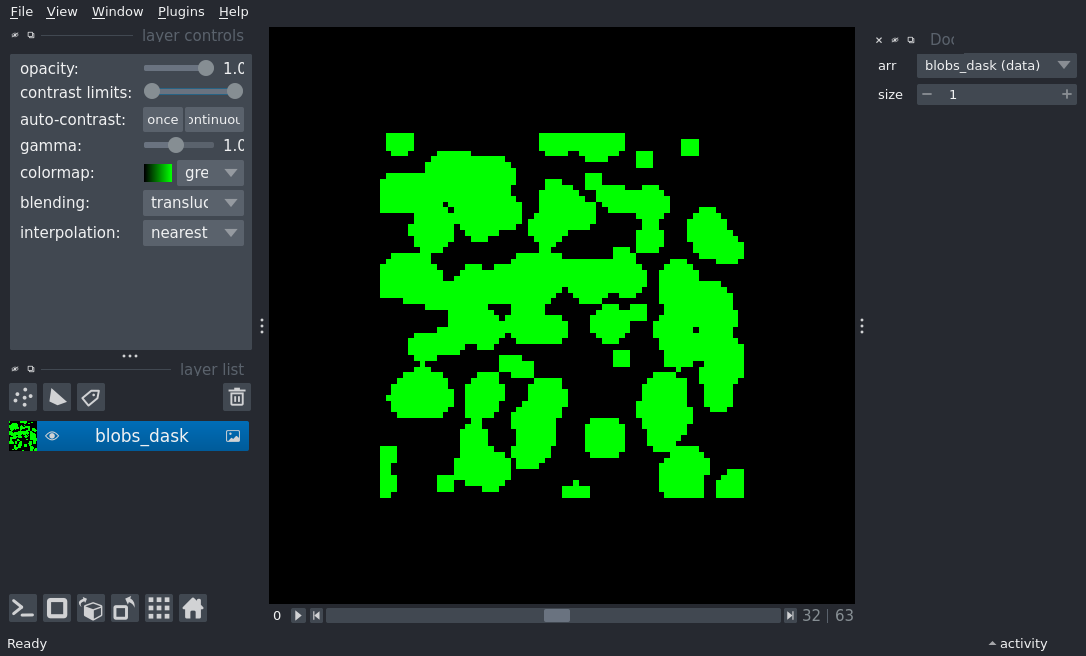 File View Window Plugins Help
layer controls
opacity: 1.0
contrast limits:
auto-contrast: once ontinuou
gamma: 1.0
colormap: gre
blending: transluc
interpolation: nearest
layer list
blobs_dask
0 32 | 63
Ready
Doc
arr blobs_dask (data)
size 1
activity